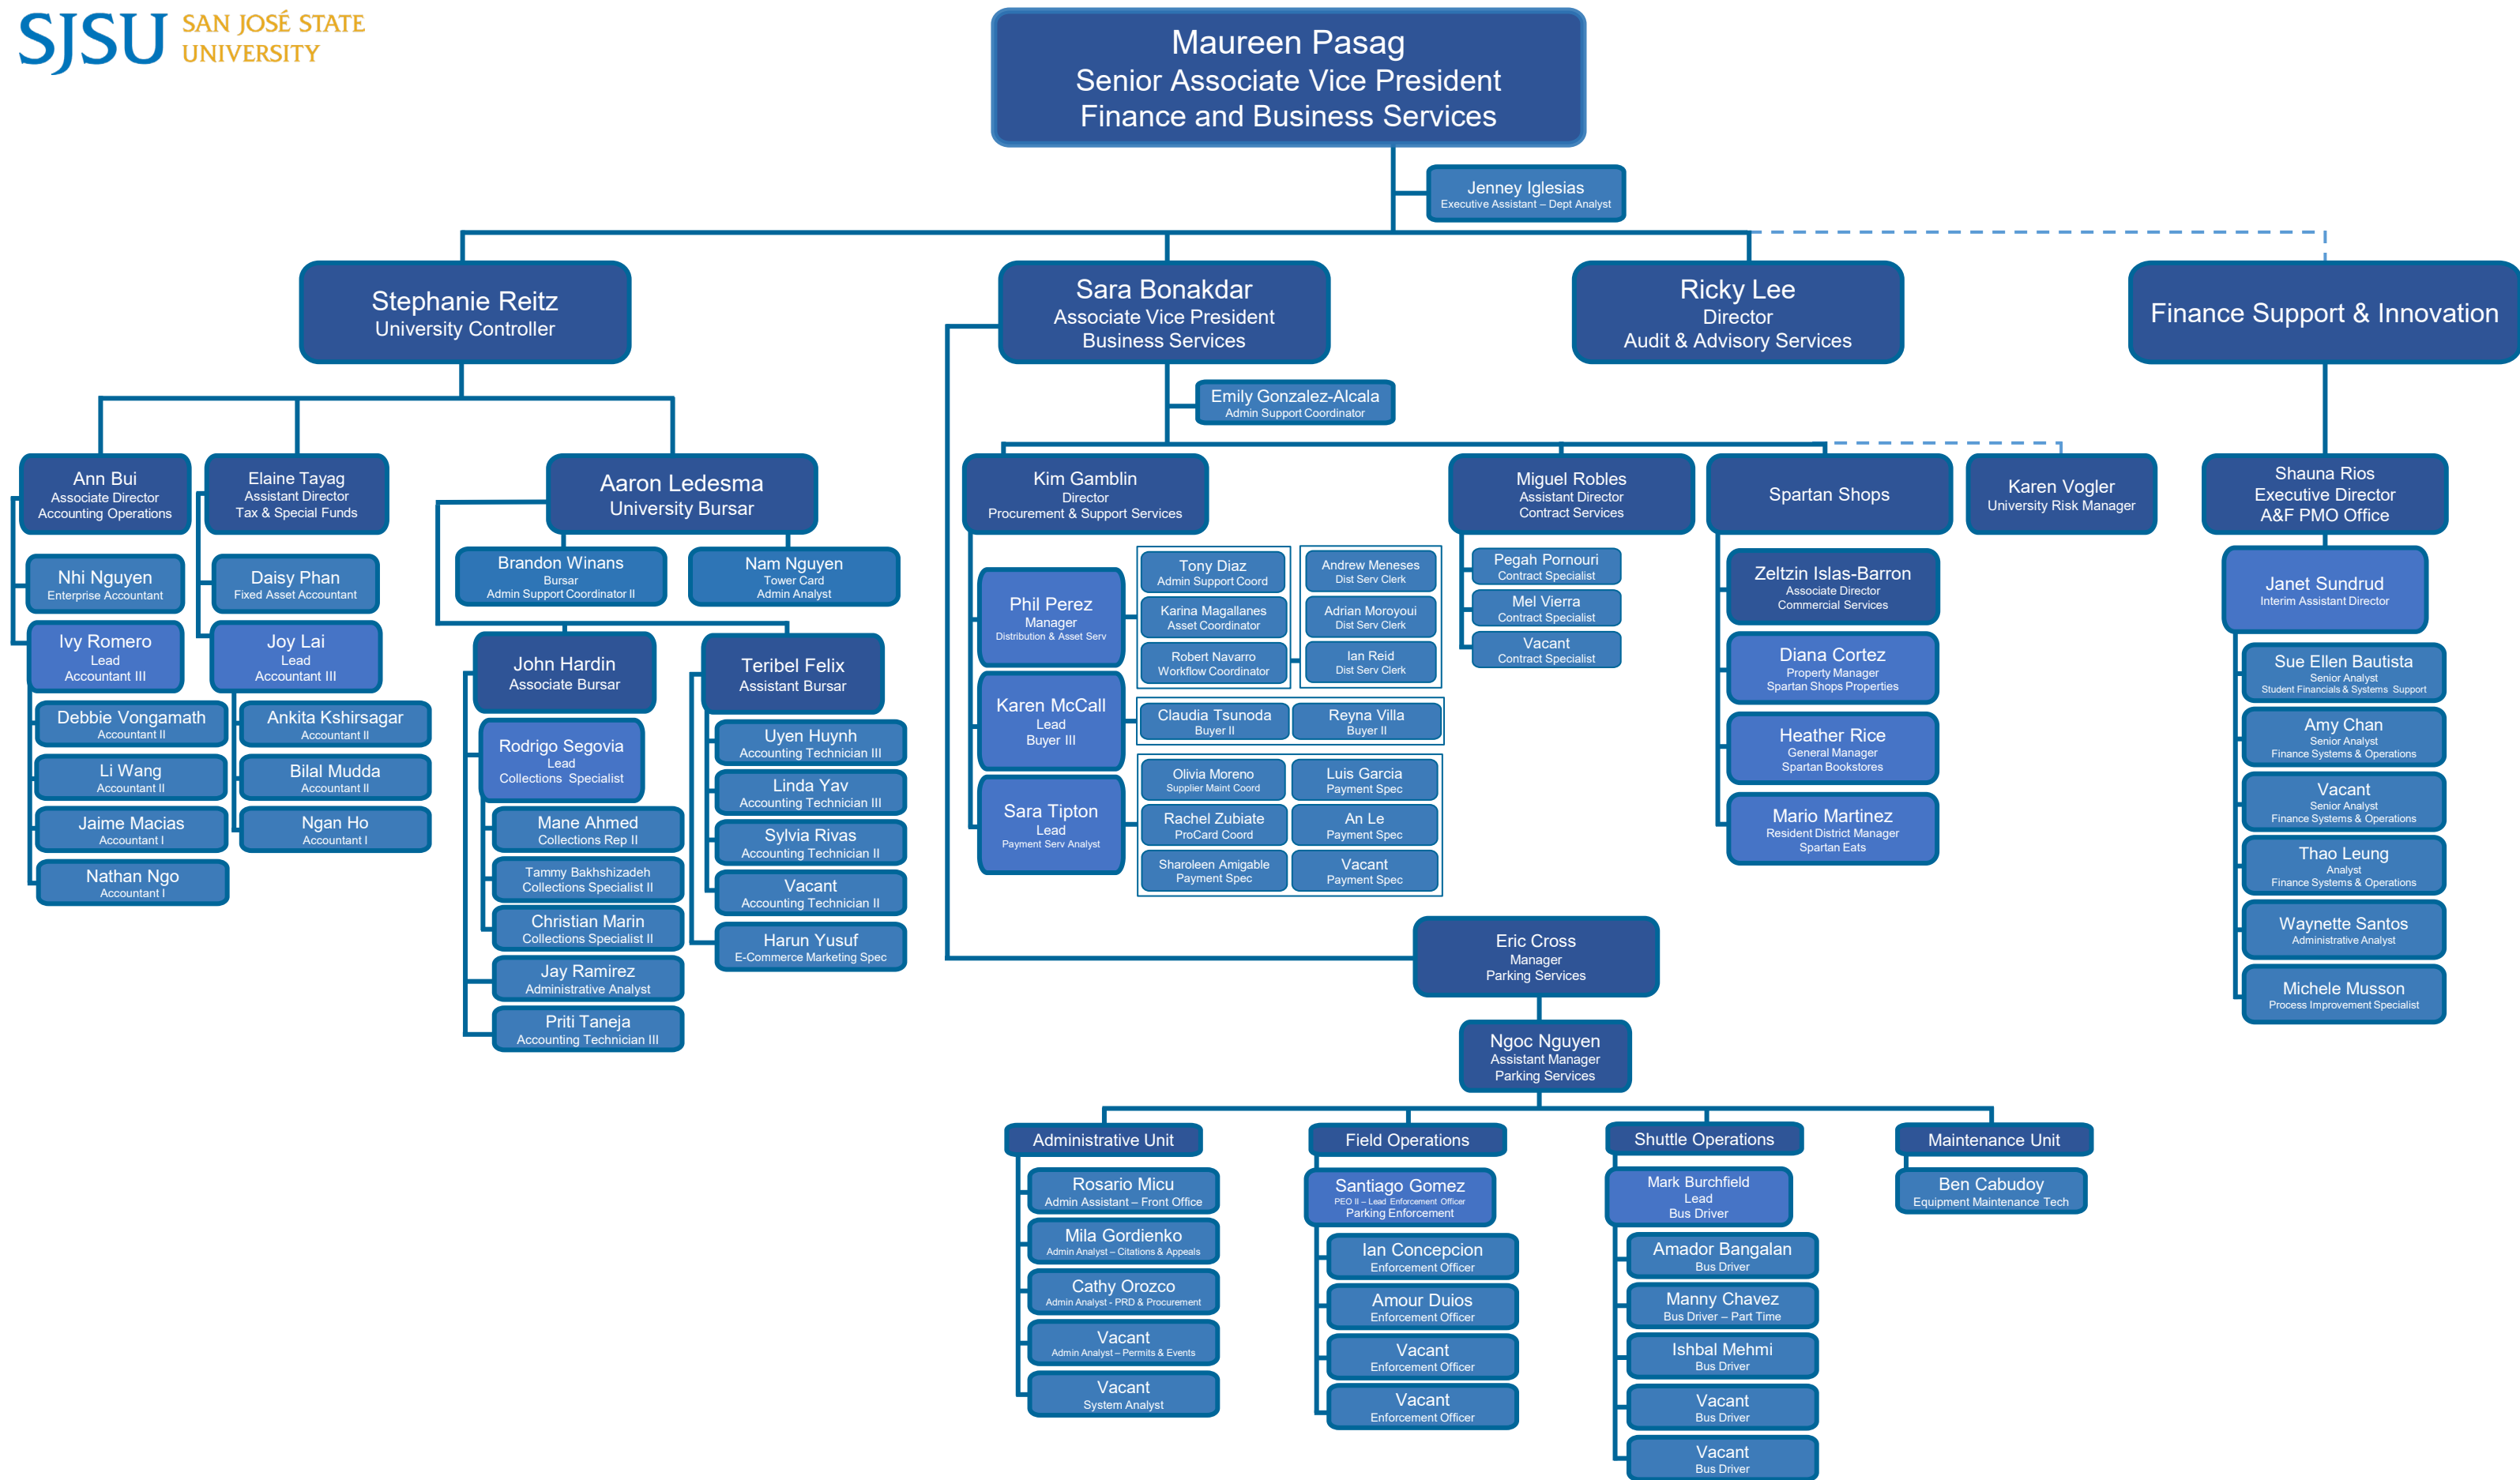 SJSU
SAN JOSÉ STATE
UNIVERSITY
Maureen Pasag
Senior Associate Vice President
Finance and Business Services
Jenney Iglesias
Executive Assistant – Dept Analyst
Stephanie Reitz
University Controller
Sara Bonakdar
Associate Vice President
Business Services
Ricky Lee
Director
Audit & Advisory Services
Finance Support & Innovation
Emily Gonzalez-Alcala
Admin Support Coordinator
Ann Bui
Associate Director
Accounting Operations
Nhi Nguyen
Enterprise Accountant
Ivy Romero
Lead
Accountant III
Debbie Vongamath
Accountant II
Li Wang
Accountant II
Jaime Macias
Accountant I
Nathan Ngo
Accountant I
Elaine Tayag
Assistant Director
Tax & Special Funds
Daisy Phan
Fixed Asset Accountant
Joy Lai
Lead
Accountant III
Ankita Kshirsagar
Accountant II
Bilal Mudda
Accountant II
Ngan Ho
Accountant I
Aaron Ledesma
University Bursar
Brandon Winans
Bursar
Admin Support Coordinator II
Nam Nguyen
Tower Card
Admin Analyst
John Hardin
Associate Bursar
Rodrigo Segovia
Lead
Collections Specialist
Mane Ahmed
Collections Rep II
Tammy Bakhshizadeh
Collections Specialist II
Christian Marin
Collections Specialist II
Jay Ramirez
Administrative Analyst
Priti Taneja
Accounting Technician III
Teribel Felix
Assistant Bursar
Uyen Huynh
Accounting Technician III
Linda Yav
Accounting Technician III
Sylvia Rivas
Accounting Technician II
Vacant
Accounting Technician II
Harun Yusuf
E-Commerce Marketing Spec
Kim Gamblin
Director
Procurement & Support Services
Phil Perez
Manager
Distribution & Asset Serv
Tony Diaz
Admin Support Coord
Karina Magallanes
Asset Coordinator
Robert Navarro
Workflow Coordinator
Andrew Meneses
Dist Serv Clerk
Adrian Moroyoui
Dist Serv Clerk
Ian Reid
Dist Serv Clerk
Karen McCall
Lead
Buyer III
Claudia Tsunoda
Buyer II
Reyna Villa
Buyer II
Sara Tipton
Lead
Payment Serv Analyst
Olivia Moreno
Supplier Maint Coord
Luis Garcia
Payment Spec
Rachel Zubiate
ProCard Coord
An Le
Payment Spec
Sharoleen Amigable
Payment Spec
Vacant
Payment Spec
Miguel Robles
Assistant Director
Contract Services
Pegah Pornouri
Contract Specialist
Mel Vierra
Contract Specialist
Vacant
Contract Specialist
Spartan Shops
Zeltzin Islas-Barron
Associate Director
Commercial Services
Diana Cortez
Property Manager
Spartan Shops Properties
Heather Rice
General Manager
Spartan Bookstores
Mario Martinez
Resident District Manager
Spartan Eats
Karen Vogler
University Risk Manager
Shauna Rios
Executive Director
A&F PMO Office
Janet Sundrud
Interim Assistant Director
Sue Ellen Bautista
Senior Analyst
Student Financials & Systems Support
Amy Chan
Senior Analyst
Finance Systems & Operations
Vacant
Senior Analyst
Finance Systems & Operations
Thao Leung
Analyst
Finance Systems & Operations
Waynette Santos
Administrative Analyst
Michele Musson
Process Improvement Specialist
Eric Cross
Manager
Parking Services
Ngoc Nguyen
Assistant Manager
Parking Services
Administrative Unit
Rosario Micu
Admin Assistant – Front Office
Mila Gordienko
Admin Analyst – Citations & Appeals
Cathy Orozco
Admin Analyst - PRD & Procurement
Vacant
Admin Analyst – Permits & Events
Vacant
System Analyst
Field Operations
Santiago Gomez
PEO II – Lead Enforcement Officer
Parking Enforcement
Ian Concepcion
Enforcement Officer
Amour Duios
Enforcement Officer
Vacant
Enforcement Officer
Vacant
Enforcement Officer
Shuttle Operations
Mark Burchfield
Lead
Bus Driver
Amador Bangalan
Bus Driver
Manny Chavez
Bus Driver – Part Time
Ishbal Mehmi
Bus Driver
Vacant
Bus Driver
Vacant
Bus Driver
Maintenance Unit
Ben Cabudoy
Equipment Maintenance Tech